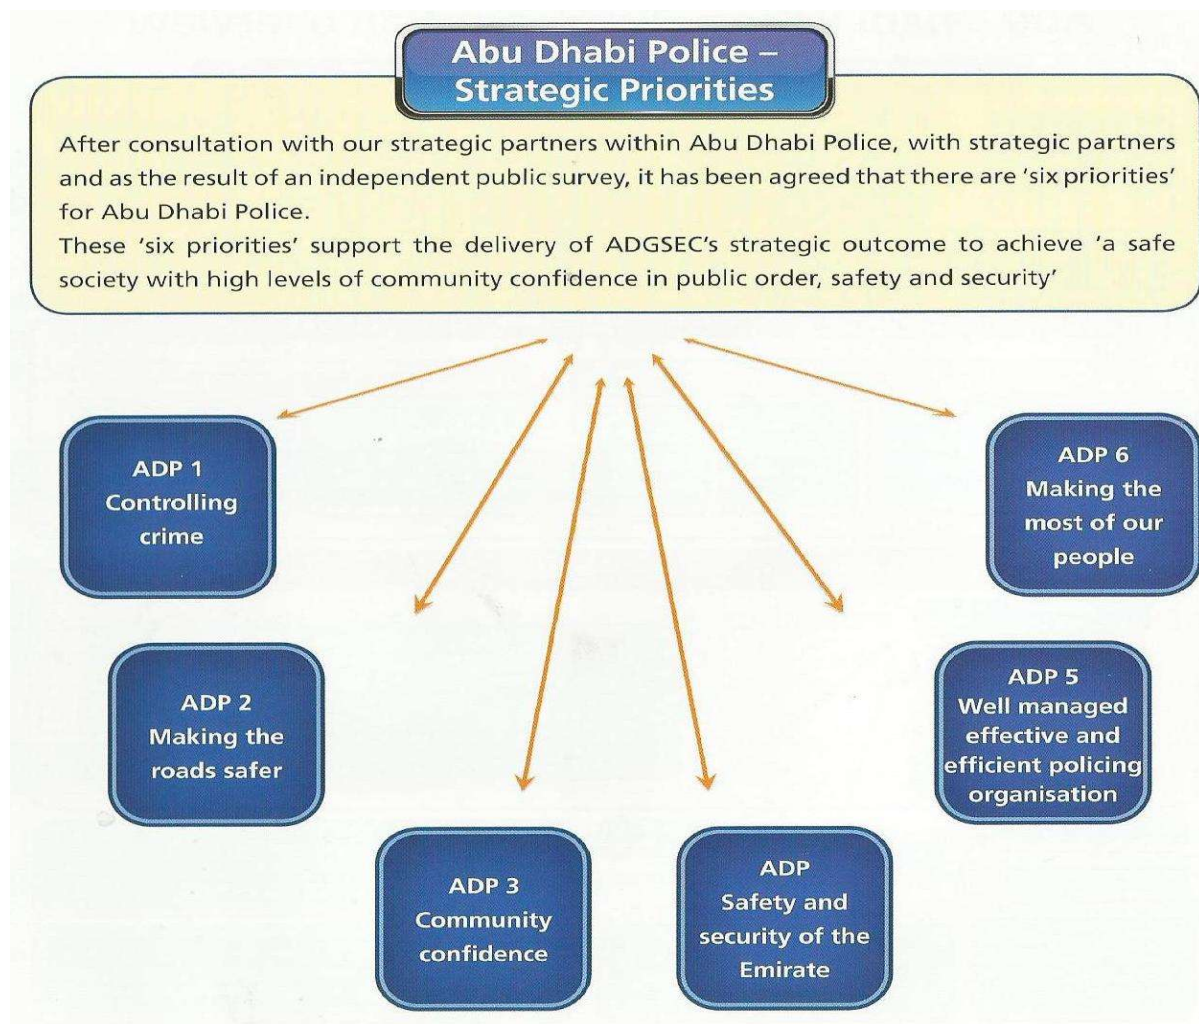 Abu Dhabi Police –
Strategic Priorities
After consultation with our strategic partners within Abu Dhabi Police, with strategic partners
and as the result of an independent public survey, it has been agreed that there are ‘six priorities’
for Abu Dhabi Police.
These ‘six priorities’ support the delivery of ADGSEC’s strategic outcome to achieve ‘a safe
society with high levels of community confidence in public order, safety and security’
ADP 1
Controlling
crime
ADP 2
Making the
roads safer
ADP 3
Community
confidence
ADP
Safety and
security of the
Emirate
ADP 5
Well managed
effective and
efficient policing
organisation
ADP 6
Making the
most of our
people